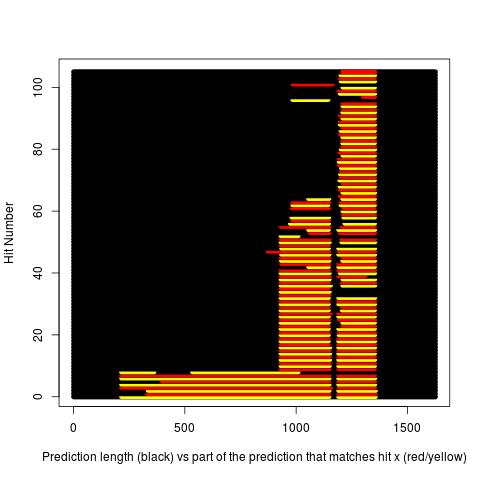 100
80
60
40
20
0
Hit Number
0 500 1000 1500
Prediction length (black) vs part of the prediction that matches hit x (red/yellow)